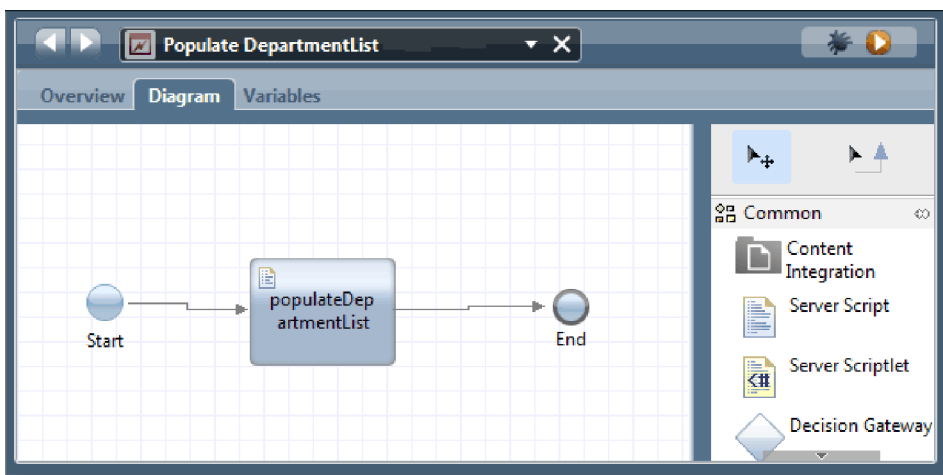 Populate DepartmentList
Overview Diagram Variables
Common
Content
Integration
Server Script
Server Scriptlet
Decision Gateway
populateDep
artmentList
Start
End